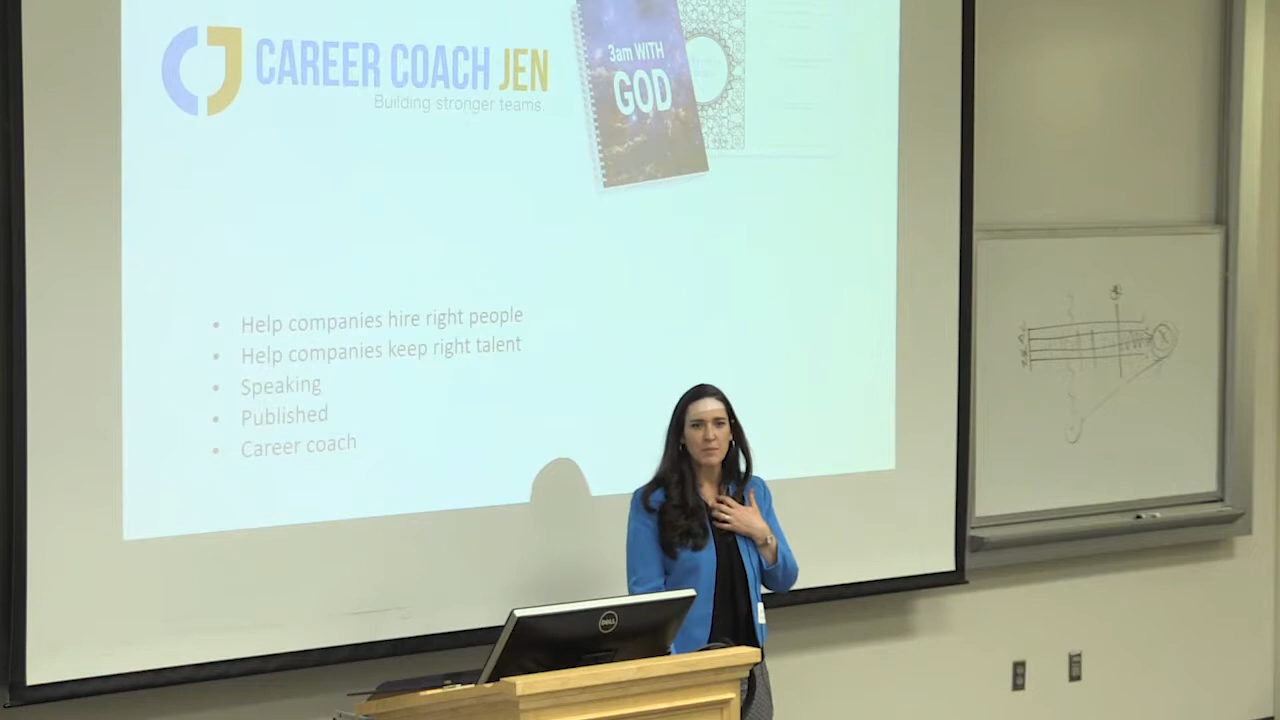 CAREER COACH JEN
Building stronger teams.
3am WITH
GOD
• Help companies hire right people
• Help companies keep right talent
• Speaking
• Published
• Career coach
DELL